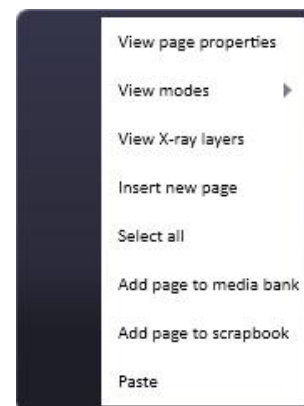 View page properties
View modes
View X-ray layers
Insert new page
Select all
Add page to media bank
Add page to scrapbook
Paste